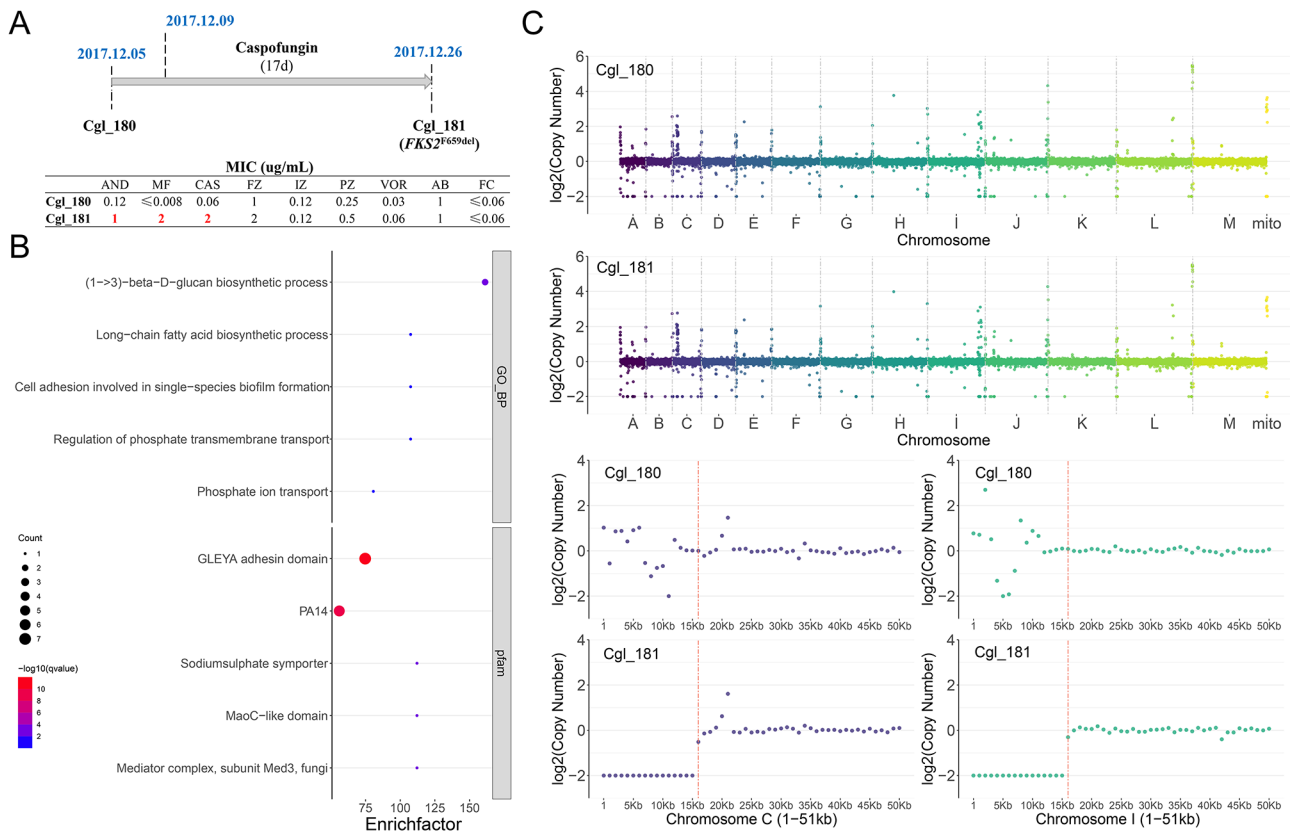 A
2017.12.09
2017.12.05
Caspofungin
(17d)
2017.12.26
Cgl_180
Cgl_181
(FKS2F659del)
MIC (ug/mL)
AND MF CAS FZ IZ PZ VOR AB FC
Cgl_180 0.12 ≤0.008 0.06 1 0.12 0.25 0.03 1 ≤0.06
Cgl_181 1 2 2 2 0.12 0.5 0.06 1 ≤0.06
B
(1−>3)−beta−D−glucan biosynthetic process
Long−chain fatty acid biosynthetic process
Cell adhesion involved in single−species biofilm formation
Regulation of phosphate transmembrane transport
Phosphate ion transport
GO_BP
GLEYA adhesin domain
PA14
Sodiumsulphate symporter
MaoC−like domain
Mediator complex, subunit Med3, fungi
pfam
Count
1
2
3
4
5
6
7
−log10(qvalue)
10
8
6
4
2
75 100 125 150
Enrichfactor
C
Cgl_180
log2(Copy Number)
6
4
2
0
−2
A B C D E F G H I J K L M mito
Chromosome
Cgl_181
log2(Copy Number)
6
4
2
0
−2
A B C D E F G H I J K L M mito
Chromosome
Cgl_180
log2(Copy Number)
4
2
0
−2
1 5Kb 10Kb 15Kb 20Kb 25Kb 30Kb 35Kb 40Kb 45Kb 50Kb
Cgl_180
log2(Copy Number)
4
2
0
−2
1 5Kb 10Kb 15Kb 20Kb 25Kb 30Kb 35Kb 40Kb 45Kb 50Kb
Cgl_181
log2(Copy Number)
4
2
0
−2
1 5Kb 10Kb 15Kb 20Kb 25Kb 30Kb 35Kb 40Kb 45Kb 50Kb
Chromosome C (1−51kb)
Cgl_181
log2(Copy Number)
4
2
0
−2
1 5Kb 10Kb 15Kb 20Kb 25Kb 30Kb 35Kb 40Kb 45Kb 50Kb
Chromosome I (1−51kb)